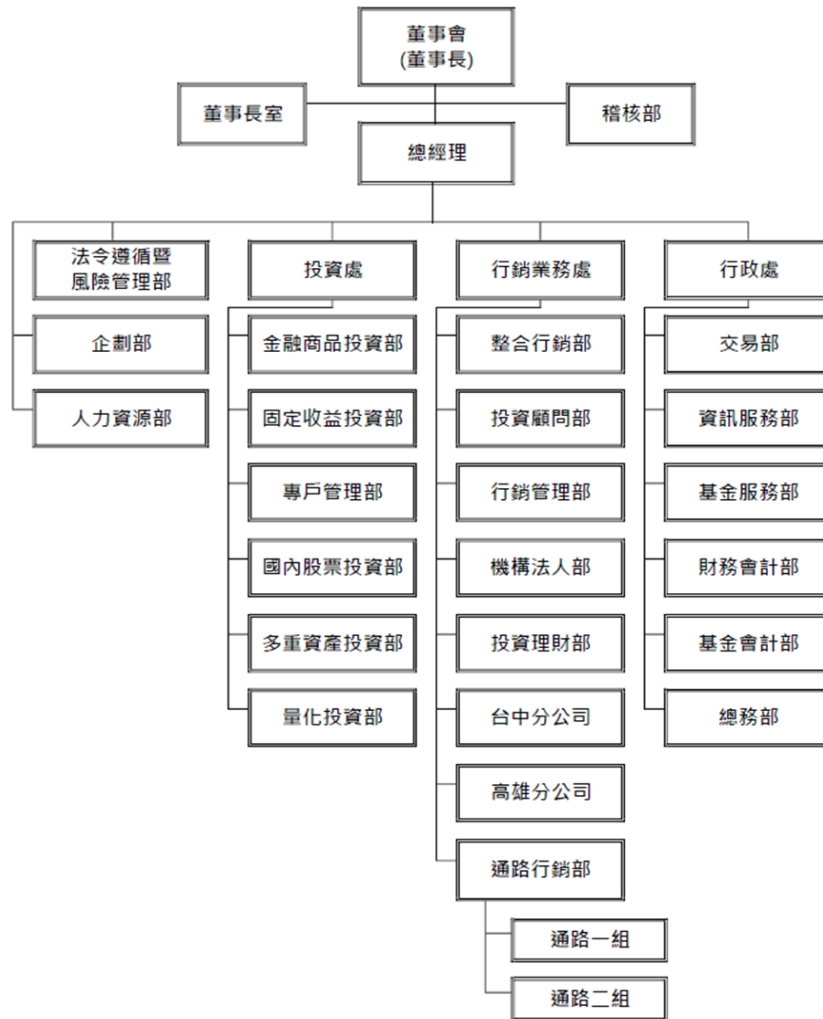 董事會
(董事長)
董事長室
稽核部
總經理
法令遵循暨
風險管理部
企劃部
人力資源部
投資處
金融商品投資部
固定收益投資部
專戶管理部
國內股票投資部
多重資產投資部
量化投資部
行銷業務處
整合行銷部
投資顧問部
行銷管理部
機構法人部
投資理財部
台中分公司
高雄分公司
通路行銷部
通路一組
通路二組
行政處
交易部
資訊服務部
基金服務部
財務會計部
基金會計部
總務部